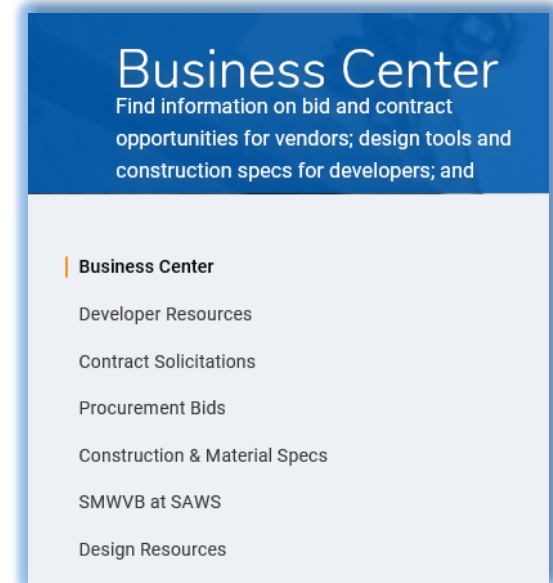 Business Center
Find information on bid and contract
opportunities for vendors; design tools and
construction specs for developers; and
Business Center
Developer Resources
Contract Solicitations
Procurement Bids
Construction & Material Specs
SMWVB at SAWS
Design Resources